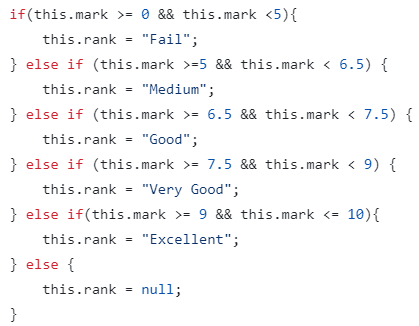 if(this.mark >= 0 && this.mark <5){
    this.rank = "Fail";
} else if (this.mark >=5 && this.mark < 6.5) {
    this.rank = "Medium";
} else if (this.mark >= 6.5 && this.mark < 7.5) {
    this.rank = "Good";
} else if (this.mark >= 7.5 && this.mark < 9) {
    this.rank = "Very Good";
} else if(this.mark >= 9 && this.mark <= 10){
    this.rank = "Excellent";
} else {
    this.rank = null;
}